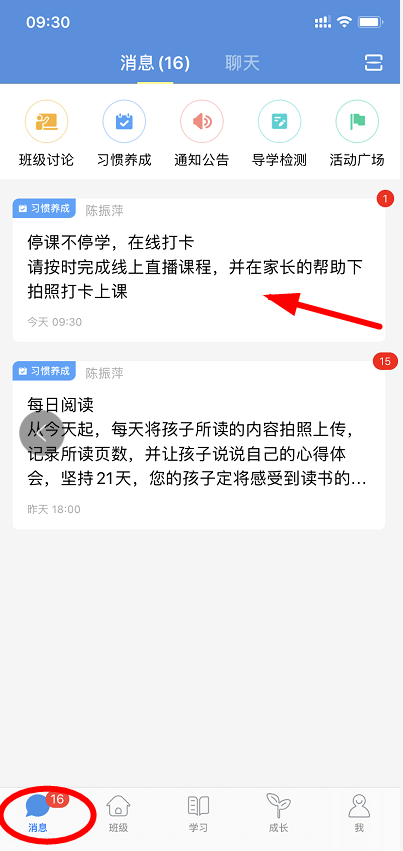 09:30
消息(16) 聊天
班级讨论 习惯养成 通知公告 导学检测 活动广场
1
习惯养成 陈振萍
停课不停学，在线打卡
请按时完成线上直播课程，并在家长的帮助下
拍照打卡上课
今天 09:30
15
习惯养成 陈振萍
每日阅读
从今天起，每天将孩子所读的内容拍照上传，
记录所读页数，并让孩子说说自己的心得体
会，坚持21天，您的孩子定将感受到读书的...
昨天 18:00
16
消息 班级 学习 成长 我